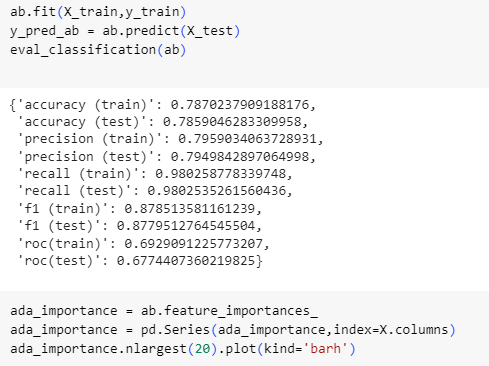 ab.fit(X_train,y_train)
y_pred_ab = ab.predict(X_test)
eval_classification(ab)
{'accuracy (train)': 0.7870237909188176,
'accuracy (test)': 0.7859046283309958,
'precision (train)': 0.7959034063728931,
'precision (test)': 0.7949842897064998,
'recall (train)': 0.980258778339748,
'recall (test)': 0.9802535261560436,
'f1 (train)': 0.878513581161239,
'f1 (test)': 0.8779512764545504,
'roc(train)': 0.6929091225773207,
'roc(test)': 0.6774407360219825}
ada_importance = ab.feature_importances_
ada_importance = pd.Series(ada_importance,index=X.columns)
ada_importance.nlargest(20).plot(kind='barh')